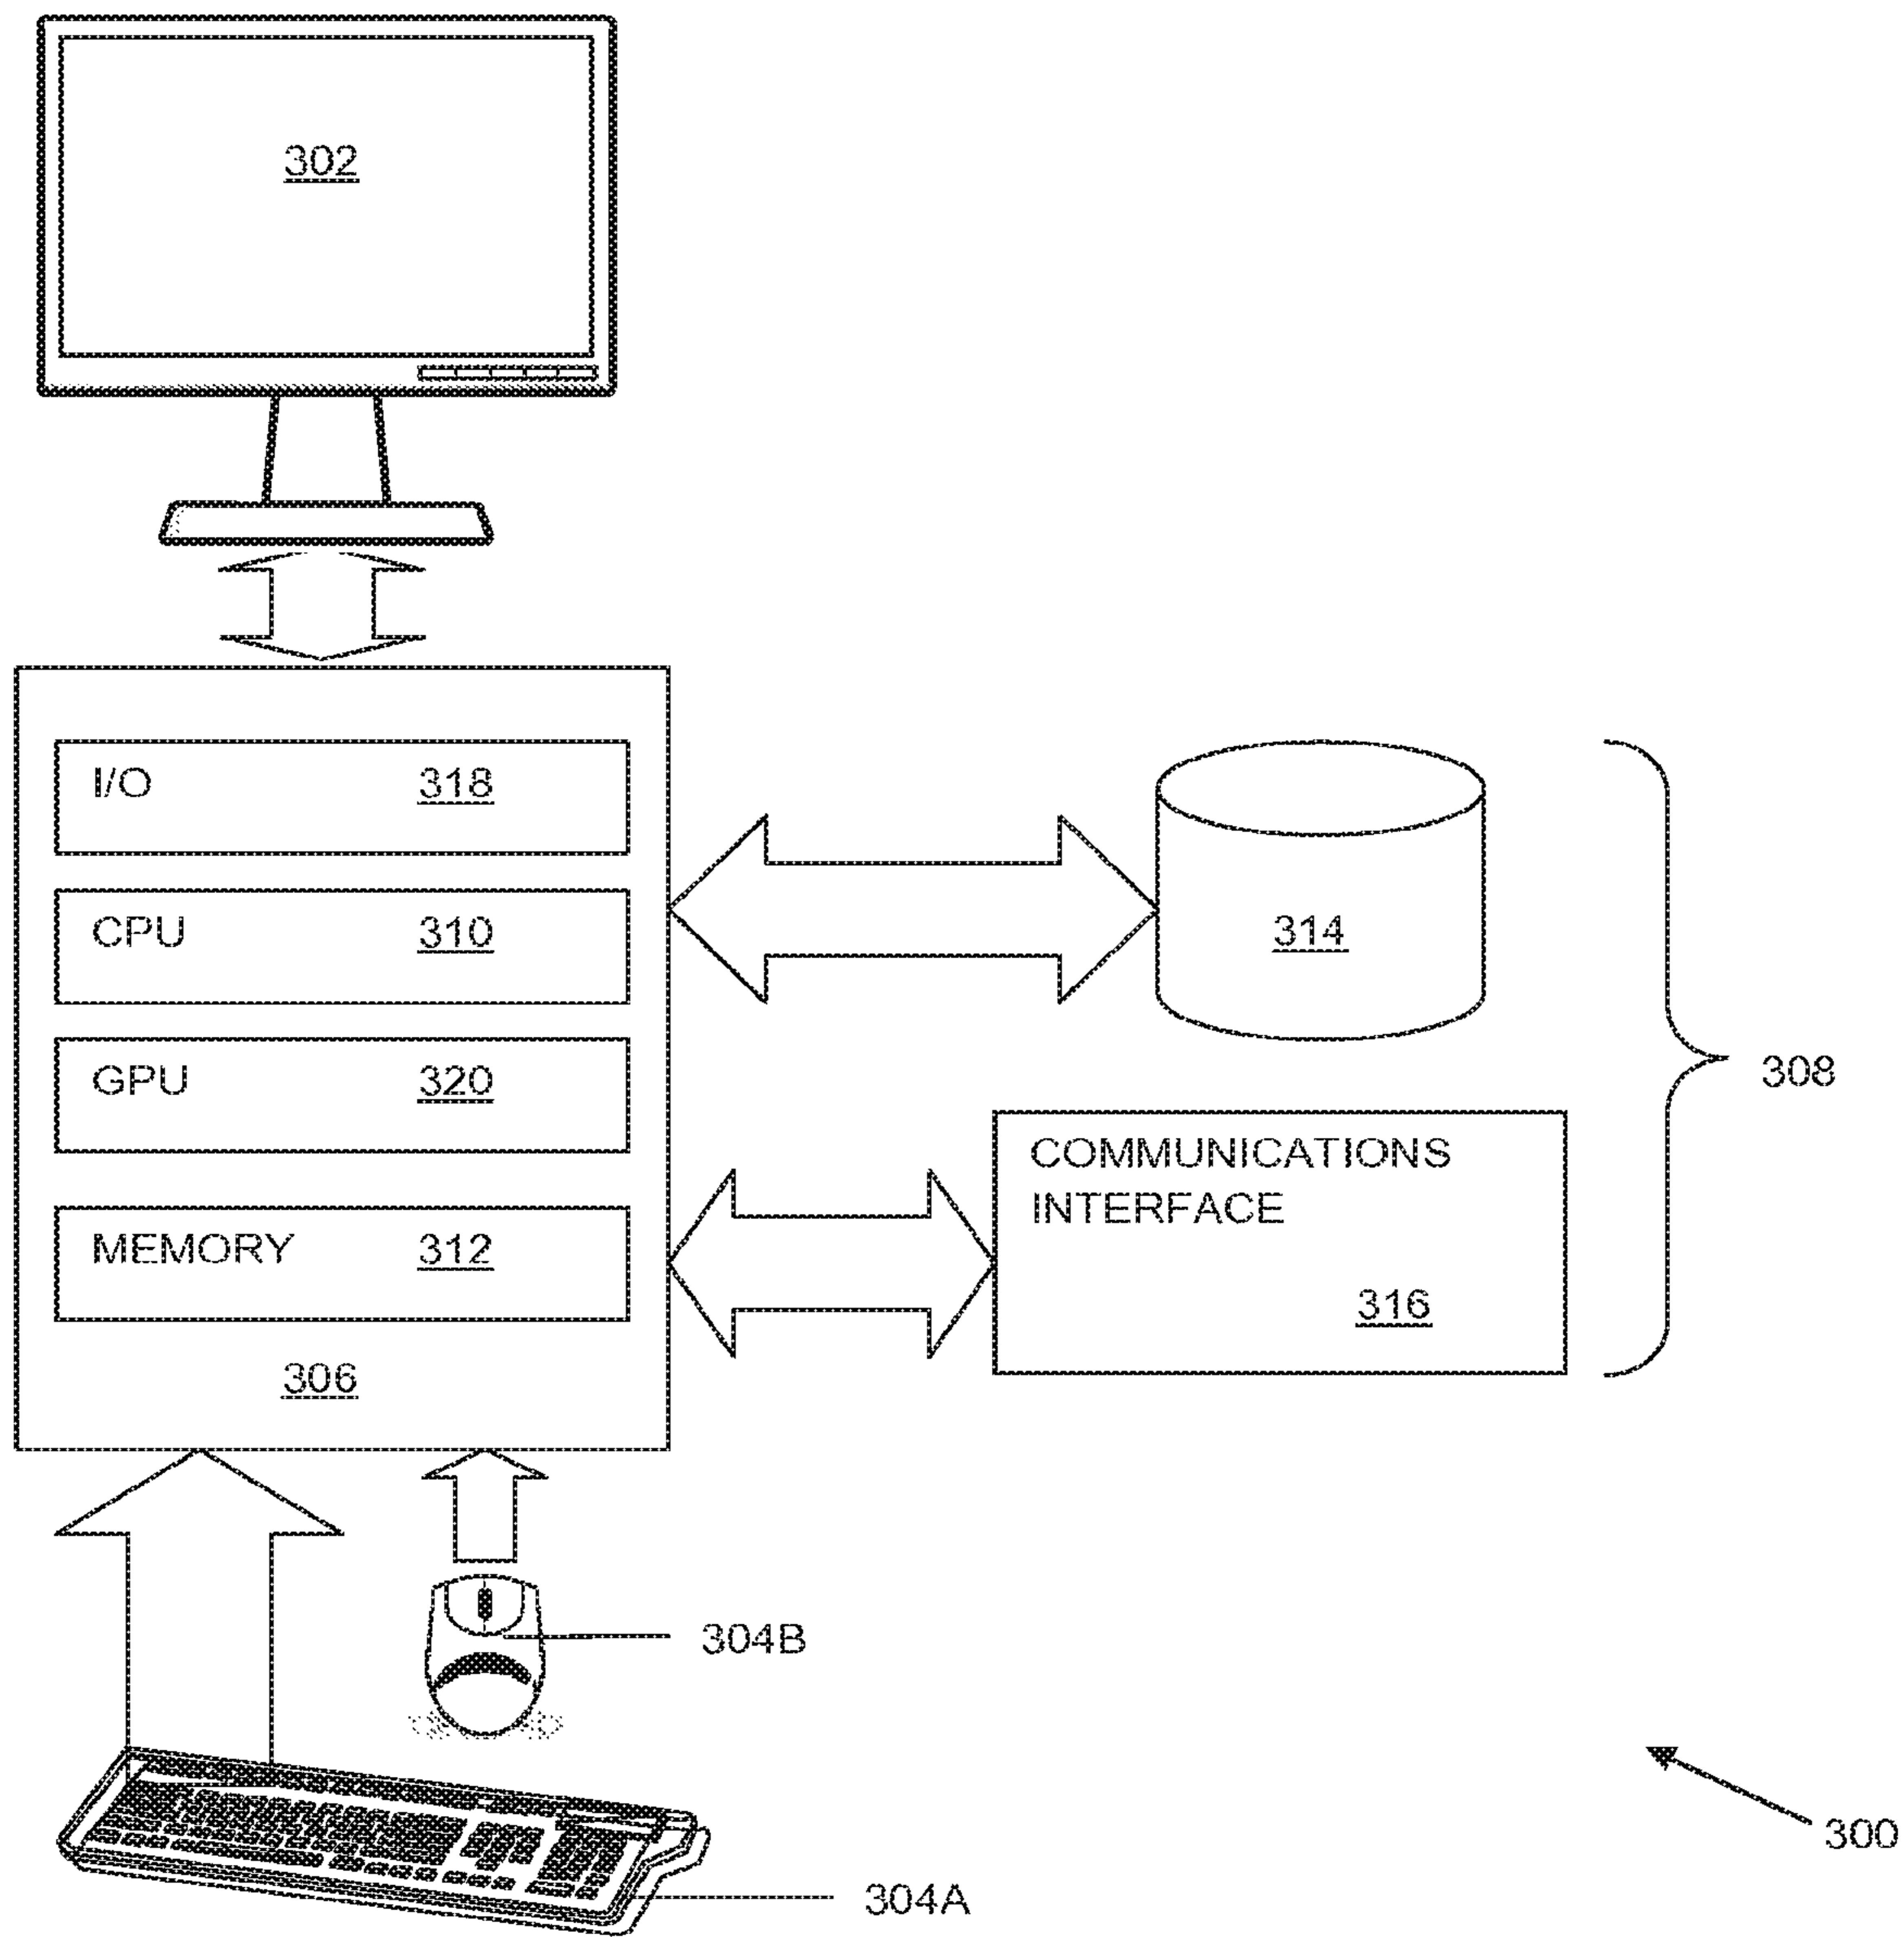 302
I/O 318
CPU 310
GPU 320
MEMORY 312
306
314
COMMUNICATIONS
INTERFACE
316
308
304B
304A
300